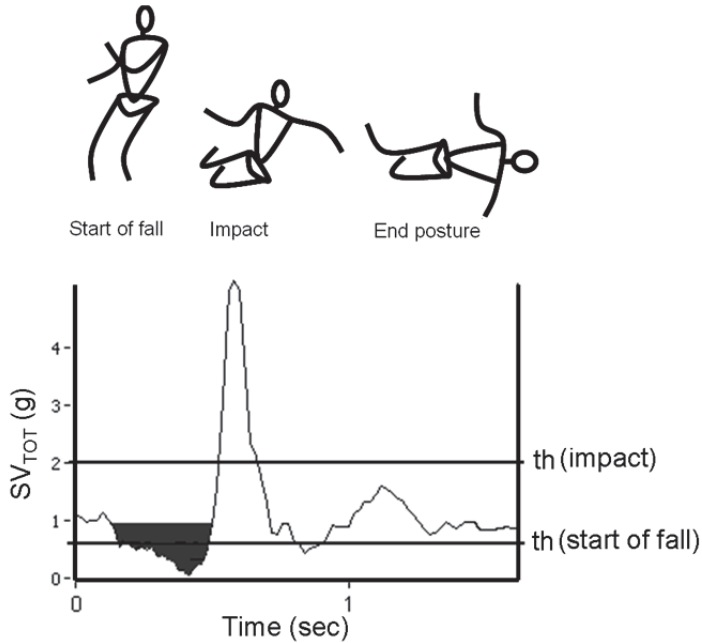 Start of fall Impact End posture
SV_TOT (g)
4
3
2
1
0
th (impact)
th (start of fall)
0 1
Time (sec)